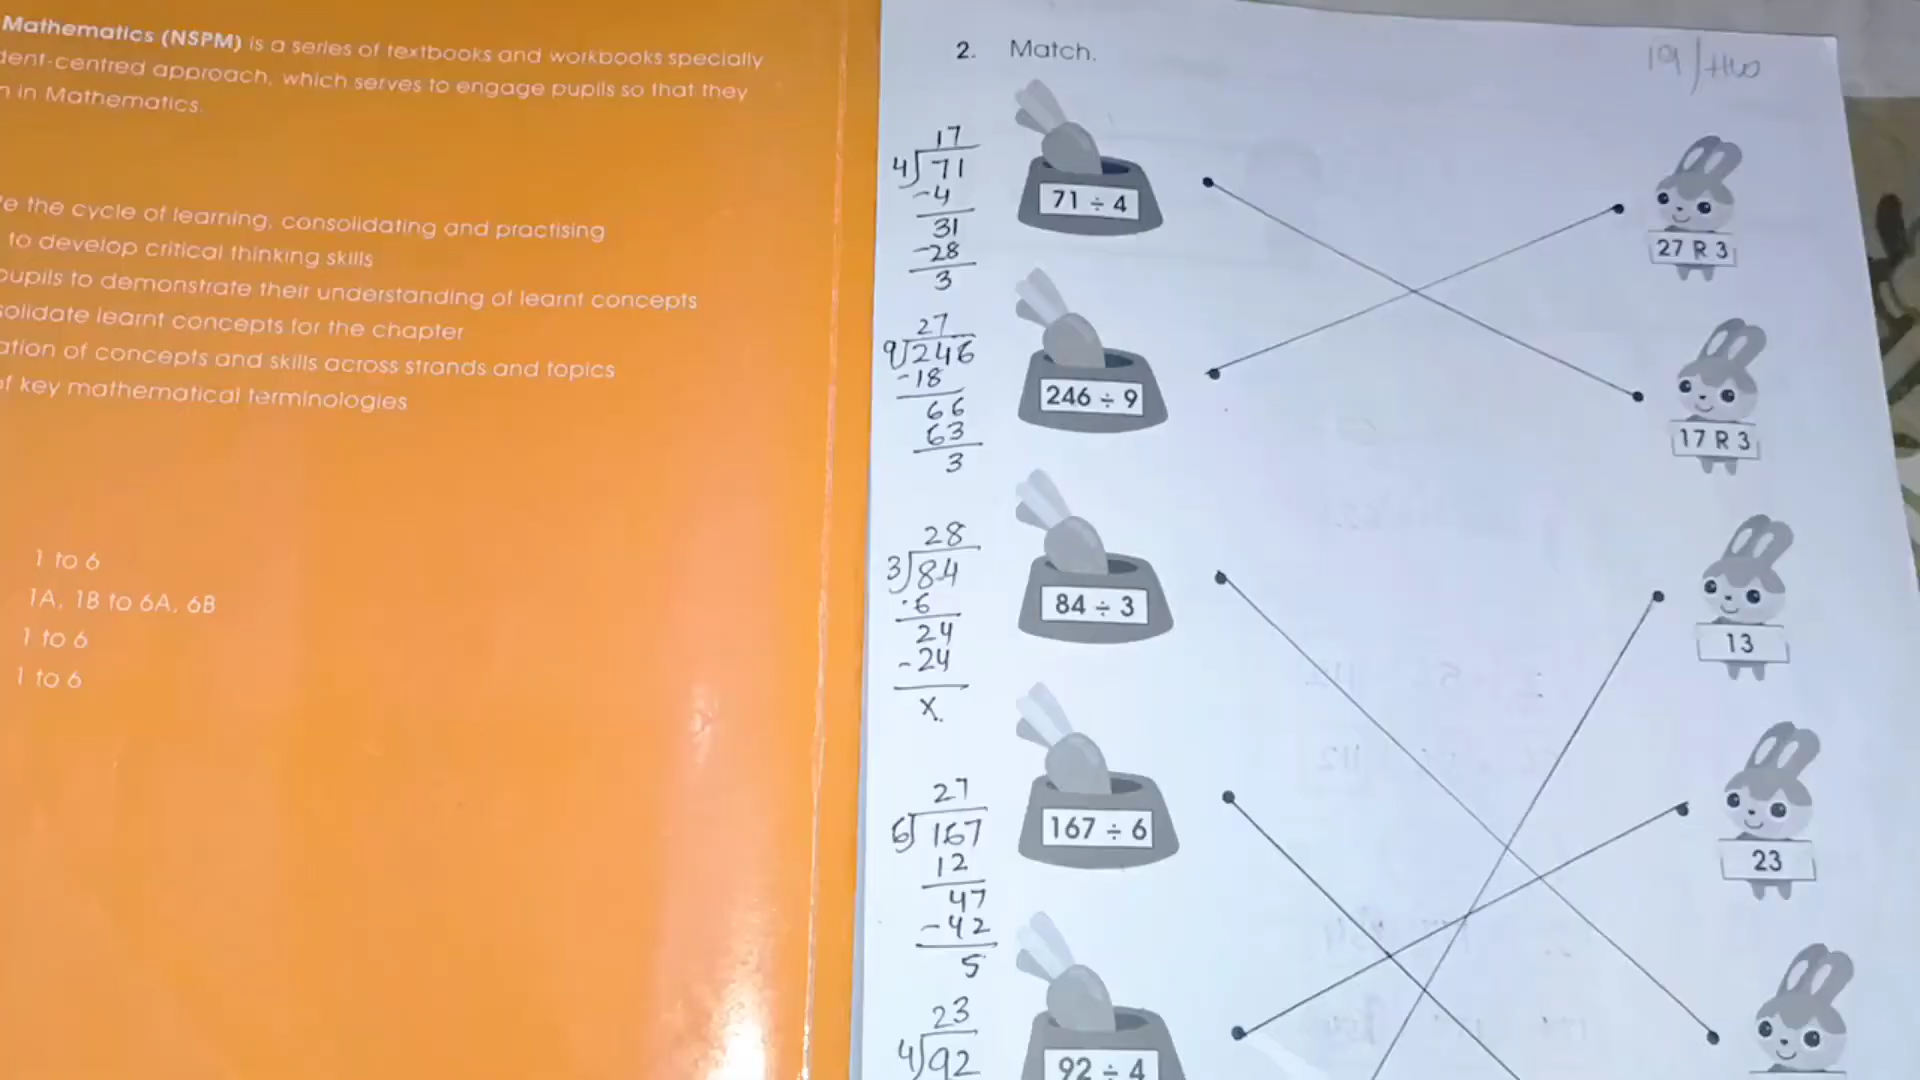 Mathematics (NSPM) is a series of textbooks and workbooks specially
dent-centred approach, which serves to engage pupils so that they
n in Mathematics.
e the cycle of learning, consolidating and practising
to develop critical thinking skills
pupils to demonstrate their understanding of learnt concepts
solidate learnt concepts for the chapter
ation of concepts and skills across strands and topics
of key mathematical terminologies
1 to 6
1A, 1B to 6A, 6B
1 to 6
1 to 6
2. Match.
17
4 71
-4
31
-28
3
71 ÷ 4
27 R 3
27
9 246
-18
66
63
3
246 ÷ 9
17 R 3
28
3 84
-6
24
-24
x
84 ÷ 3
13
27
6 167
12
47
-42
5
167 ÷ 6
23
23
4 92
92 ÷ 4